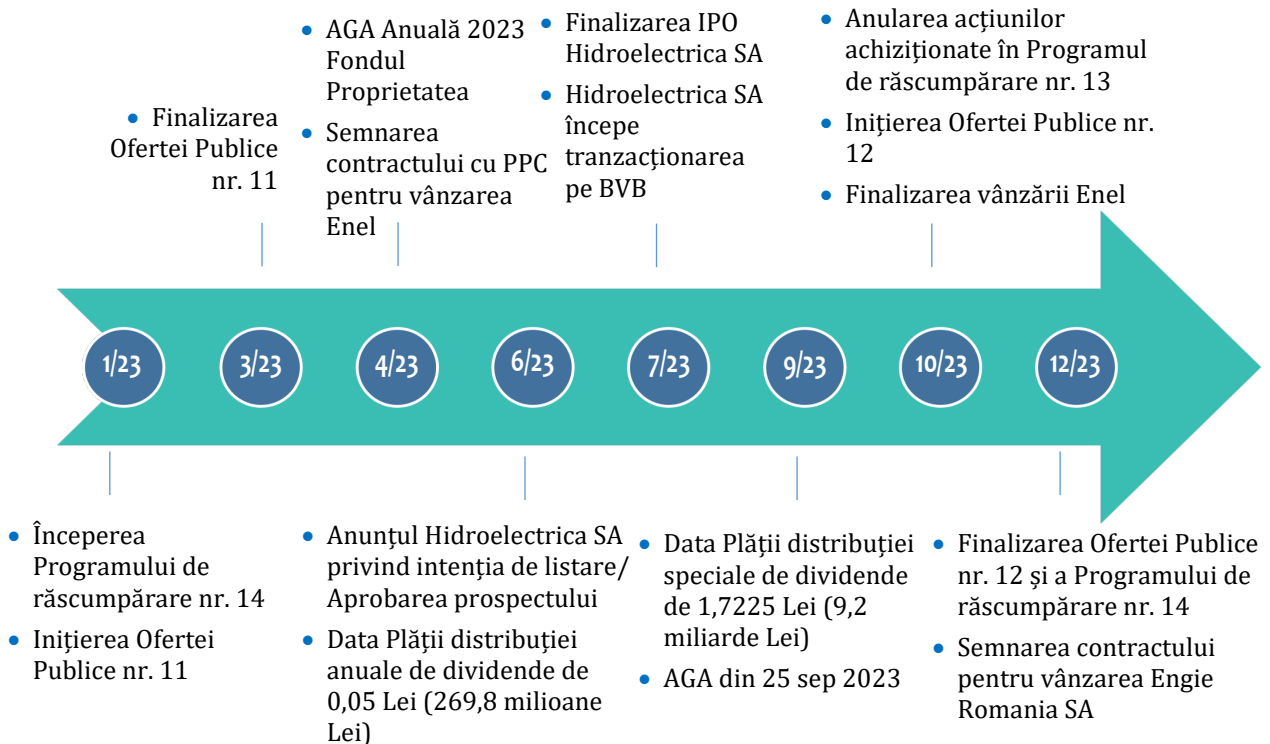 • Finalizarea
Ofertei Publice
nr. 11
• AGA Anuală 2023
Fondul
Proprietatea
• Semnarea
contractului cu PPC
pentru vânzarea
Enel
• Finalizarea IPO
Hidroelectrica SA
• Hidroelectrica SA
începe
tranzacționarea
pe BVB
• Anularea acțiunilor
achiziționate în Programul
de răscumpărare nr. 13
• Inițierea Ofertei Publice nr.
12
• Finalizarea vânzării Enel
1/23
3/23
4/23
6/23
7/23
9/23
10/23
12/23
• Începerea
Programului de
răscumpărare nr. 14
• Inițierea Ofertei
Publice nr. 11
• Anunțul Hidroelectrica SA
privind intenția de listare/
Aprobarea prospectului
• Data Plății distribuției
anuale de dividende de
0,05 Lei (269,8 milioane
Lei)
• Data Plății distribuției
speciale de dividende
de 1,7225 Lei (9,2
miliarde Lei)
• AGA din 25 sep 2023
• Finalizarea Ofertei Publice
nr. 12 și a Programului de
răscumpărare nr. 14
• Semnarea contractului
pentru vânzarea Engie
Romania SA